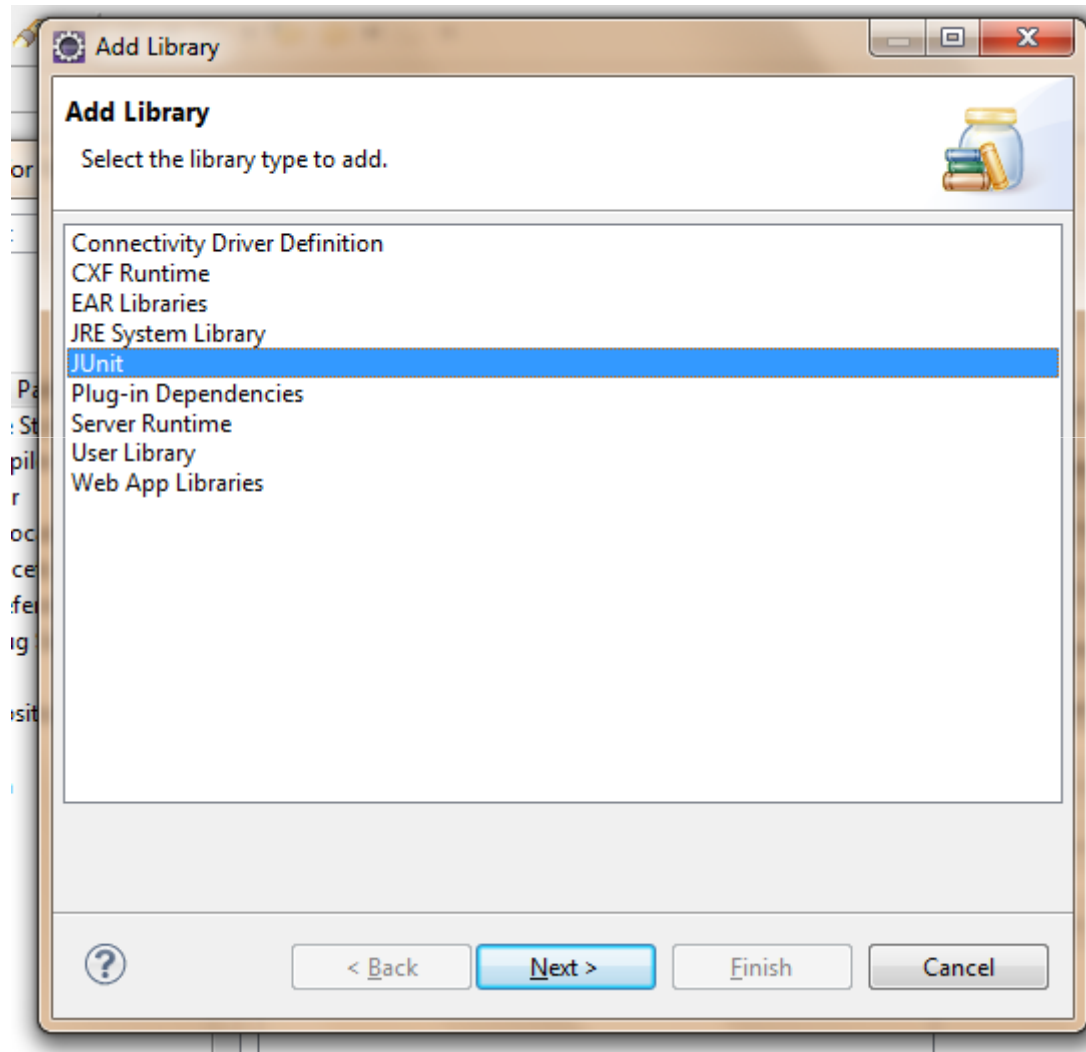 Add Library
Add Library
Select the library type to add.
or
Connectivity Driver Definition
CXF Runtime
EAR Libraries
JRE System Library
JUnit
Plug-in Dependencies
Server Runtime
User Library
Web App Libraries
< Back
Next >
Finish
Cancel